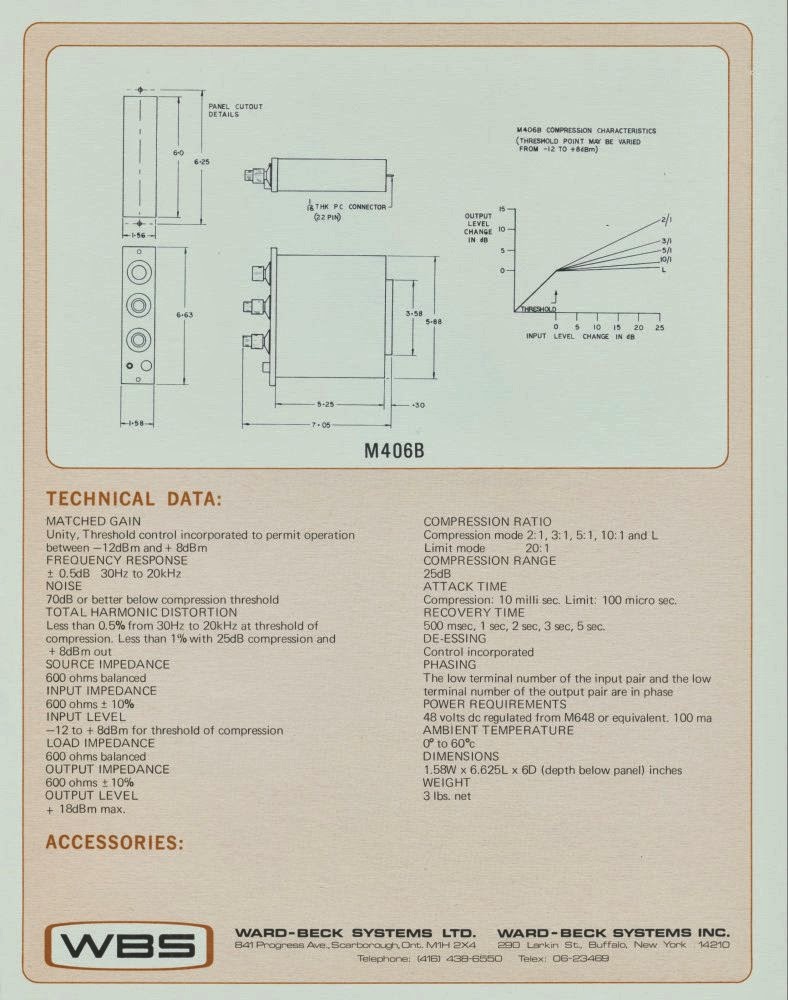 PANEL CUTOUT
DETAILS
6·0
6·25
1·56
1/16 THK P.C CONNECTOR
(22 PIN)
6·63
1·58
3·58
5·88
5·25
·30
7·05
M406B COMPRESSION CHARACTERISTICS
(THRESHOLD POINT MAY BE VARIED
FROM -12 TO +8dBm)
OUTPUT
LEVEL
CHANGE
IN dB
15
10
5
0
2/1
3/1
5/1
10/1
L
THRESHOLD
0 5 10 15 20 25
INPUT LEVEL CHANGE IN dB
M406B
TECHNICAL DATA:
MATCHED GAIN
Unity, Threshold control incorporated to permit operation
between —12dBm and + 8dBm
FREQUENCY RESPONSE
± 0.5dB 30Hz to 20kHz
NOISE
70dB or better below compression threshold
TOTAL HARMONIC DISTORTION
Less than 0.5% from 30Hz to 20kHz at threshold of
compression. Less than 1% with 25dB compression and
+ 8dBm out
SOURCE IMPEDANCE
600 ohms balanced
INPUT IMPEDANCE
600 ohms ± 10%
INPUT LEVEL
—12 to + 8dBm for threshold of compression
LOAD IMPEDANCE
600 ohms balanced
OUTPUT IMPEDANCE
600 ohms ± 10%
OUTPUT LEVEL
+ 18dBm max.
COMPRESSION RATIO
Compression mode 2:1, 3:1, 5:1, 10:1 and L
Limit mode 20:1
COMPRESSION RANGE
25dB
ATTACK TIME
Compression: 10 milli sec. Limit: 100 micro sec.
RECOVERY TIME
500 msec, 1 sec, 2 sec, 3 sec, 5 sec.
DE-ESSING
Control incorporated
PHASING
The low terminal number of the input pair and the low
terminal number of the output pair are in phase
POWER REQUIREMENTS
48 volts dc regulated from M648 or equivalent. 100 ma
AMBIENT TEMPERATURE
0° to 60°c
DIMENSIONS
1.58W x 6.625L x 6D (depth below panel) inches
WEIGHT
3 lbs. net
ACCESSORIES:
WBS
WARD-BECK SYSTEMS LTD. WARD-BECK SYSTEMS INC.
841 Progress Ave., Scarborough, Ont. M1H 2X4 290 Larkin St., Buffalo, New York 14210
Telephone: (416) 438-6550 Telex: 06-23469